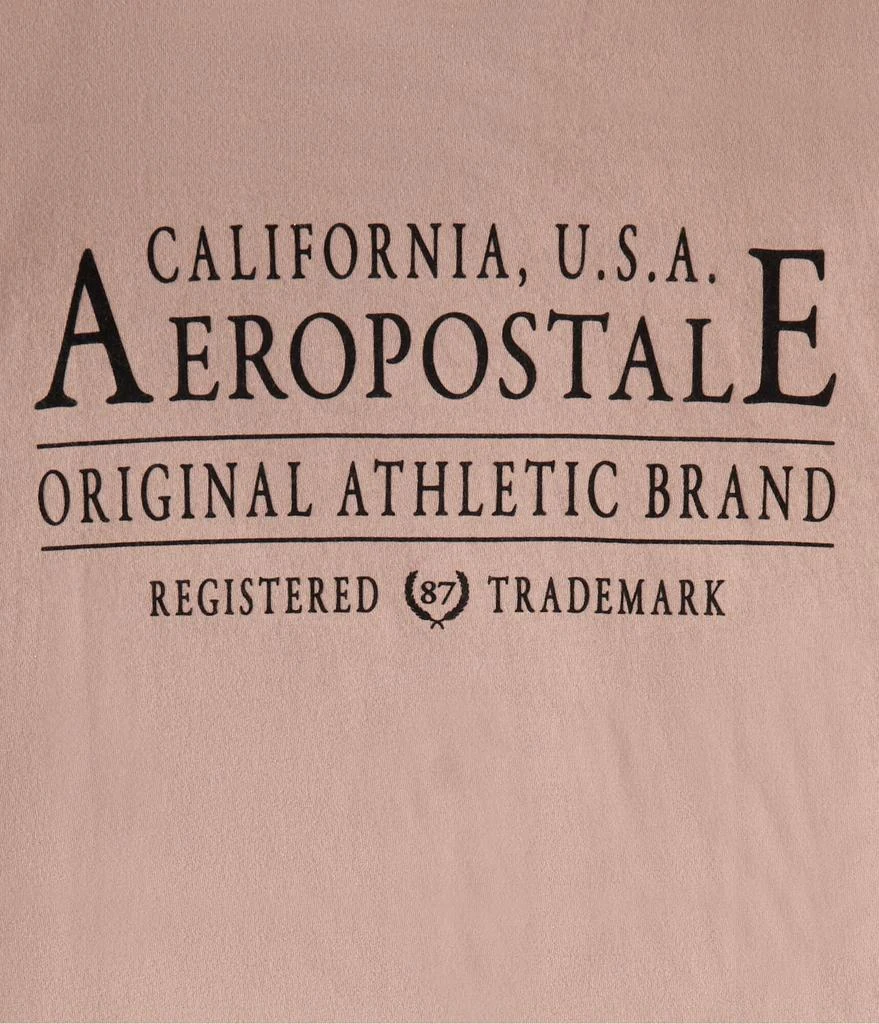 CALIFORNIA, U.S.A.
AEROPOSTALE
ORIGINAL ATHLETIC BRAND
REGISTERED 87 TRADEMARK